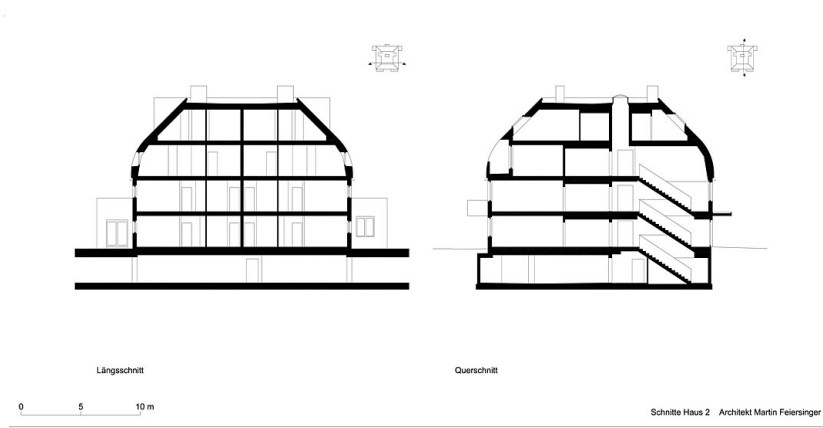 Längsschnitt
Querschnitt
0 5 10 m
Schnitte Haus 2 Architekt Martin Feiersinger